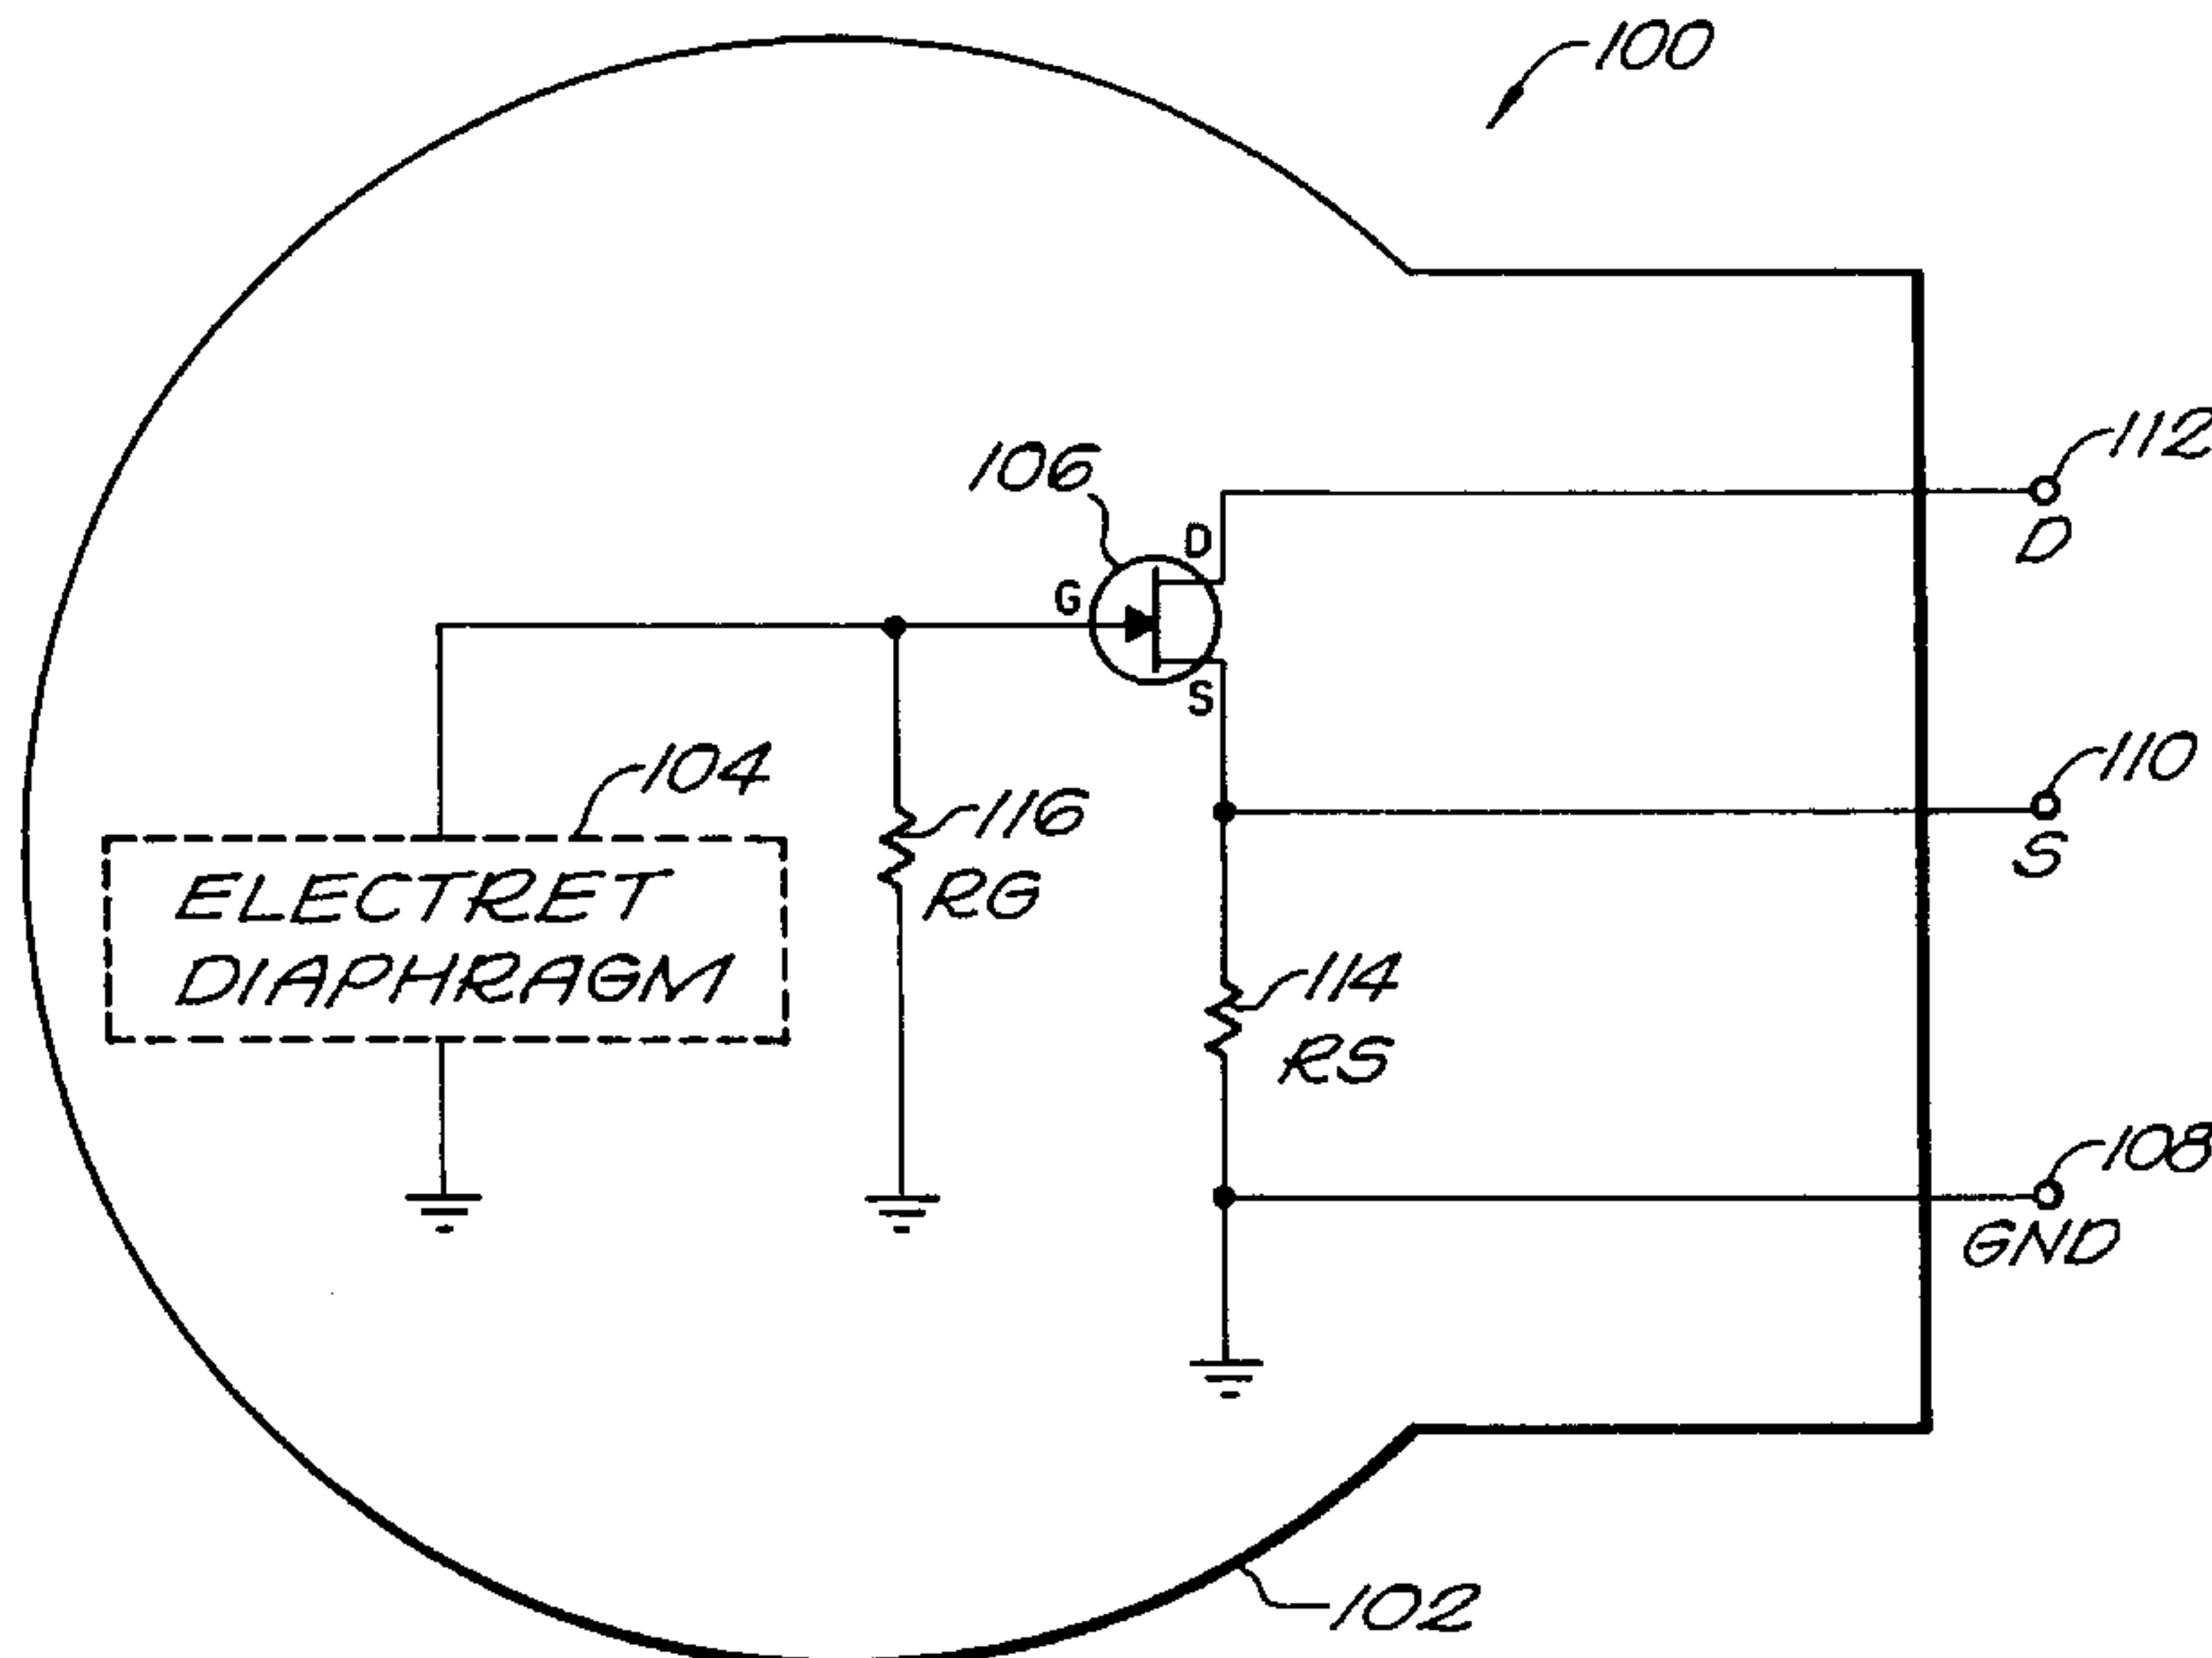 100
112
D
106
D
G
S
110
S
104
116
RG
ELECTRET
DIAPHRAGM
114
RS
108
GND
102